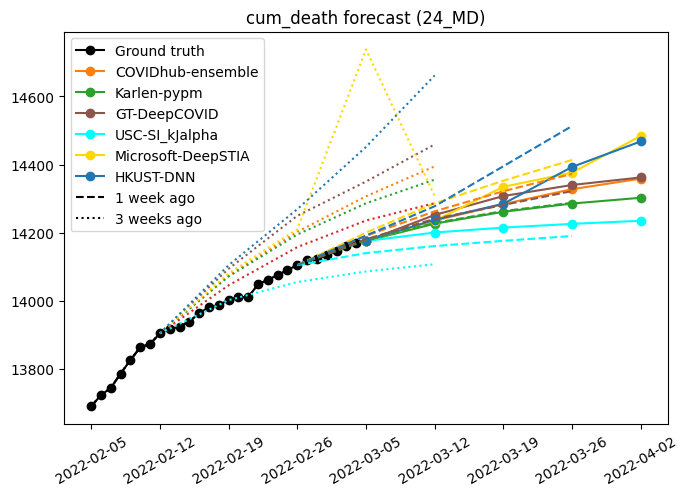 cum_death forecast (24_MD)
Ground truth
COVIDhub-ensemble
Karlen-pypm
GT-DeepCOVID
USC-SI_kJalpha
Microsoft-DeepSTIA
HKUST-DNN
1 week ago
3 weeks ago
14600
14400
14200
14000
13800
2022-02-05
2022-02-12
2022-02-19
2022-02-26
2022-03-05
2022-03-12
2022-03-19
2022-03-26
2022-04-02